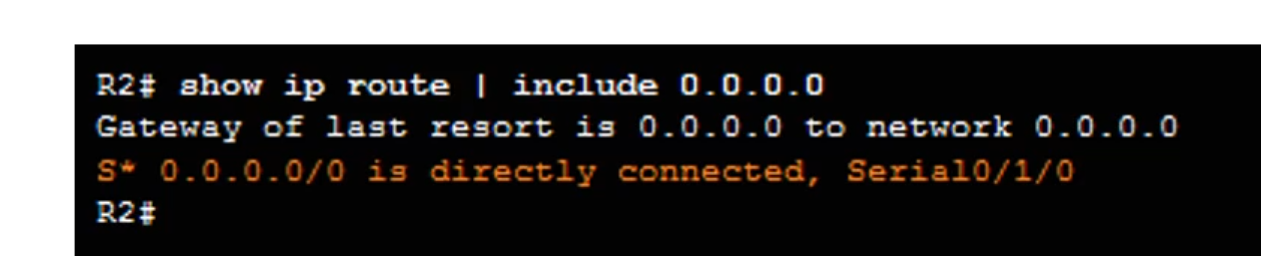 R2# show ip route | include 0.0.0.0
Gateway of last resort is 0.0.0.0 to network 0.0.0.0
S* 0.0.0.0/0 is directly connected, Serial0/1/0
R2#